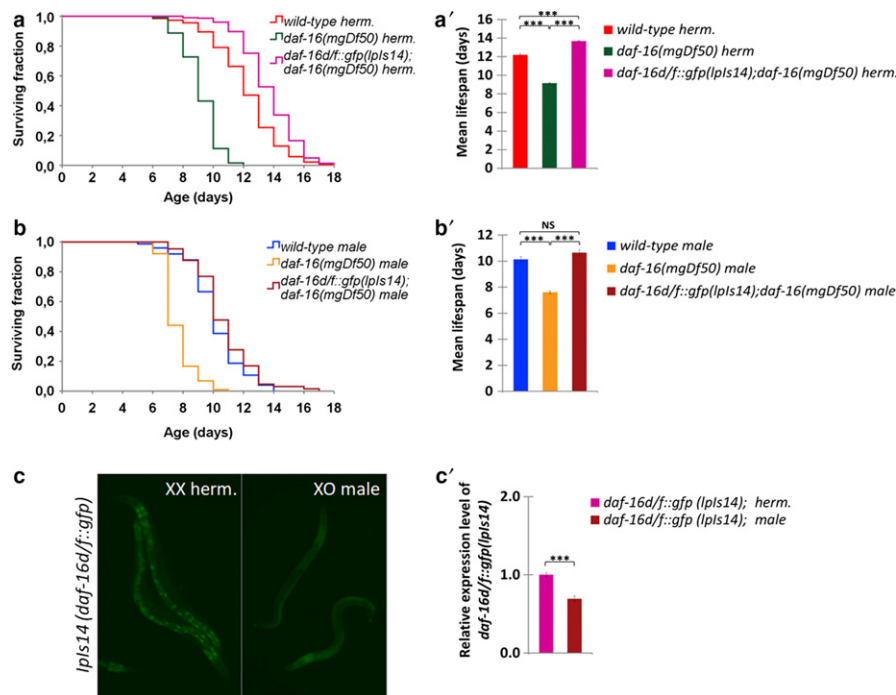 a
Surviving fraction
1,0
0,8
0,6
0,4
0,2
0,0
0 2 4 6 8 10 12 14 16 18
Age (days)
wild-type herm.
daf-16(mgDf50) herm.
daf-16d/f::gfp(lpIs14);
daf-16(mgDf50) herm.
a′
Mean lifespan (days)
16
14
12
10
8
6
4
2
0
***
*** ***
wild-type herm.
daf-16(mgDf50) herm
daf-16d/f::gfp(lpIs14);daf-16(mgDf50) herm.
b
Surviving fraction
1,0
0,8
0,6
0,4
0,2
0,0
0 2 4 6 8 10 12 14 16 18
Age (days)
wild-type male
daf-16(mgDf50) male
daf-16d/f::gfp(lpIs14);
daf-16(mgDf50) male
b′
Mean lifespan (days)
12
10
8
6
4
2
0
NS
*** ***
wild-type male
daf-16(mgDf50) male
daf-16d/f::gfp(lpIs14);daf-16(mgDf50) male
c
lpIs14 (daf-16d/f::gfp)
XX herm.
XO male
c′
Relative expression level of
daf-16d/f::gfp(lpIs14)
2.0
1.0
0.0
***
daf-16d/f::gfp (lpIs14); herm.
daf-16d/f::gfp (lpIs14); male